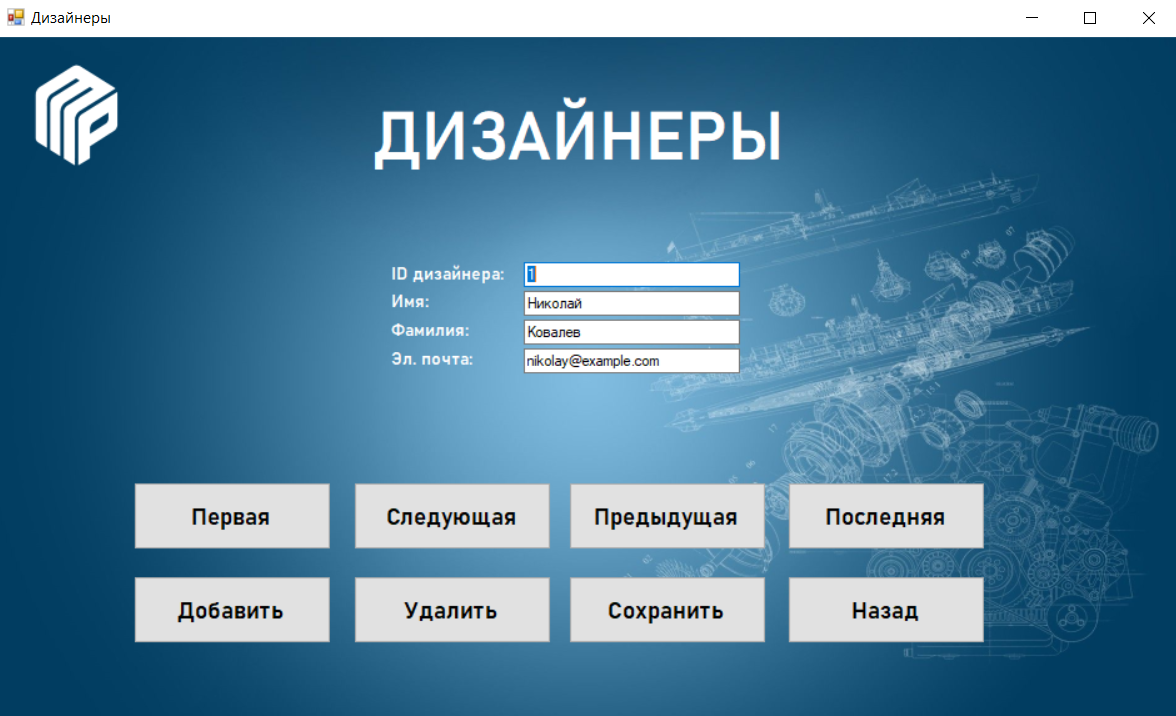 Дизайнеры
ДИЗАЙНЕРЫ
ID дизайнера: 1
Имя: Николай
Фамилия: Ковалев
Эл. почта: nikolay@example.com
Первая Следующая Предыдущая Последняя
Добавить Удалить Сохранить Назад